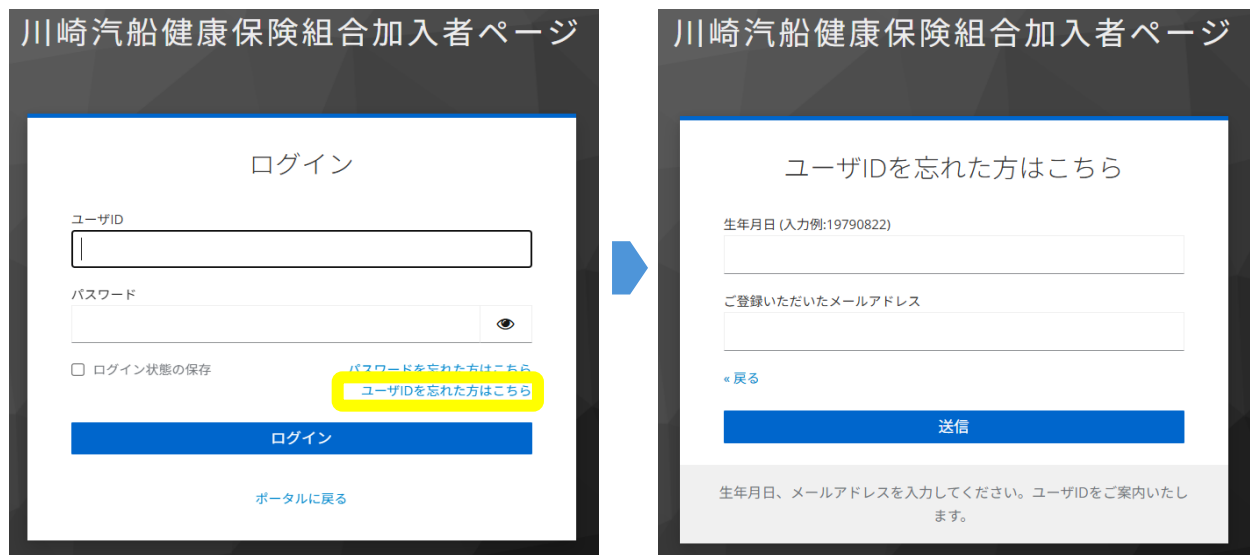 川崎汽船健康保険組合加入者ページ
ログイン
ユーザID
パスワード
ログイン状態の保存
パスワードを忘れた方はこちら
ユーザIDを忘れた方はこちら
ログイン
ポータルに戻る
川崎汽船健康保険組合加入者ページ
ユーザIDを忘れた方はこちら
生年月日 (入力例:19790822)
ご登録いただいたメールアドレス
« 戻る
送信
生年月日、メールアドレスを入力してください。ユーザIDをご案内いたし
ます。